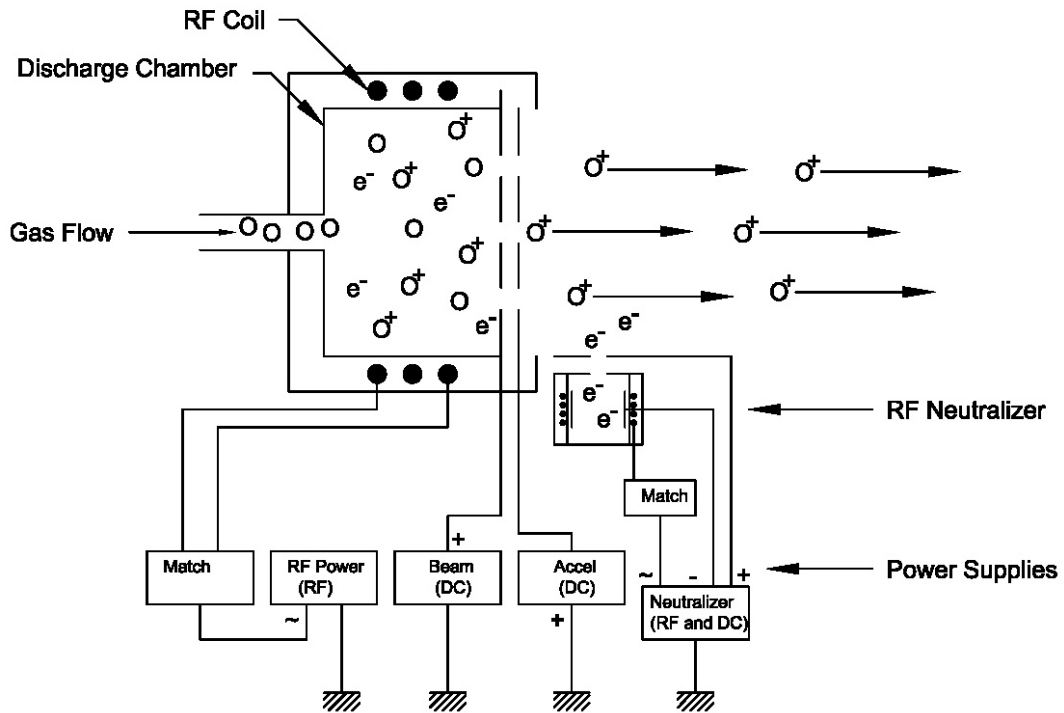 RF Coil
Discharge Chamber
Gas Flow
O O O O
O
O⁺
O
O⁺
e⁻
e⁻
O
O⁺
e⁻
O⁺
O
O⁺
e⁻
O⁺
O⁺
O⁺
O⁺
O⁺
O⁺
e⁻
e⁻
e⁻
e⁻
RF Neutralizer
Match
Power Supplies
Match
RF Power
(RF)
~
+
Beam
(DC)
Accel
(DC)
+
~ - +
Neutralizer
(RF and DC)